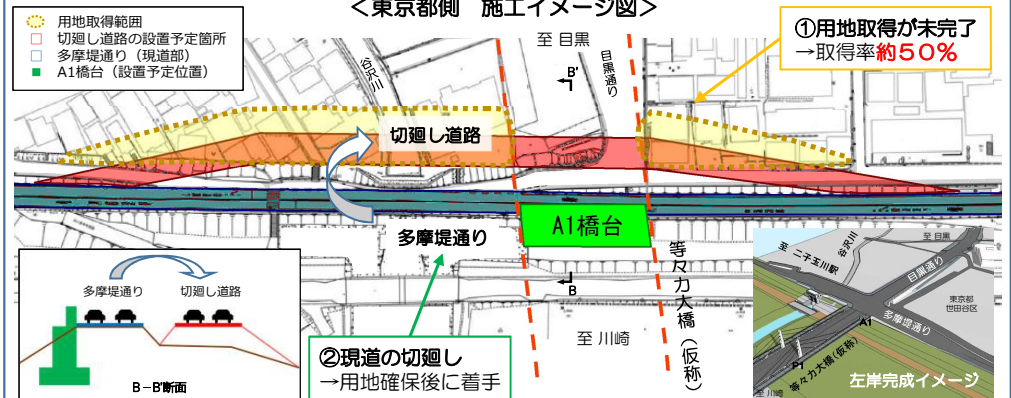 ＜東京都側　施工イメージ図＞
用地取得範囲
切廻し道路の設置予定箇所
多摩堤通り（現道部）
A1橋台（設置予定位置）
至 目黒
①用地取得が未完了
→取得率約５０％
谷沢川
B'
目黒通り
切廻し道路
A1橋台
多摩堤通り
B
等々力大橋（仮称）
至 川崎
②現道の切廻し
→用地確保後に着手
多摩堤通り
切廻し道路
B－B'断面
至 二子玉川駅
谷沢川
至 目黒
目黒通り
東京都
世田谷区
多摩堤通り
A1
P1
等々力大橋(仮称)
至 川崎
左岸完成イメージ